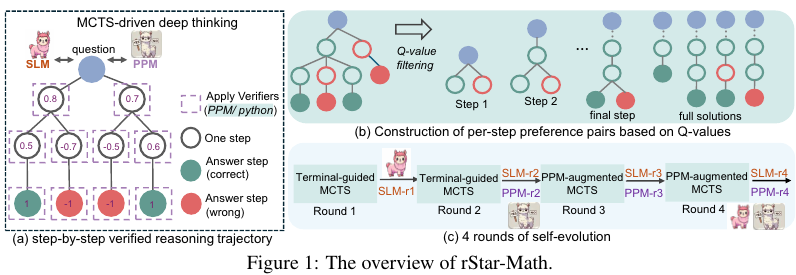 MCTS-driven deep thinking
question
SLM
PPM
0.8
0.7
0.5
-0.7
-0.5
0.6
1
-1
-1
1
Apply Verifiers
(PPM/ python)
One step
Answer step
(correct)
Answer step
(wrong)
(a) step-by-step verified reasoning trajectory
Q-value
filtering
Step 1
Step 2
...
final step
full solutions
(b) Construction of per-step preference pairs based on Q-values
Terminal-guided
MCTS
Round 1
SLM-r1
Terminal-guided
MCTS
Round 2
SLM-r2
PPM-r2
PPM-augmented
MCTS
Round 3
SLM-r3
PPM-r3
PPM-augmented
MCTS
Round 4
SLM-r4
PPM-r4
(c) 4 rounds of self-evolution
Figure 1: The overview of rStar-Math.